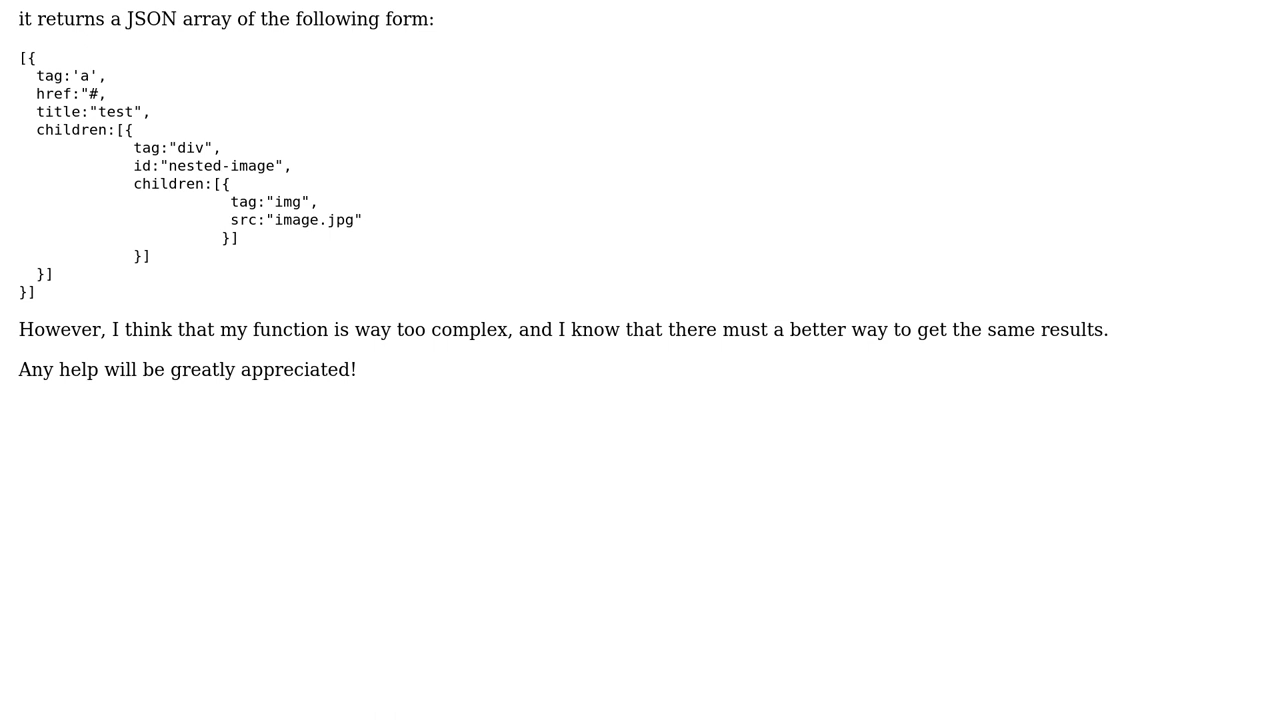 it returns a JSON array of the following form:
[{
  tag:'a',
  href:"#,
  title:"test",
  children:[{
             tag:"div",
             id:"nested-image",
             children:[{
                        tag:"img",
                        src:"image.jpg"
                       }]
             }]
  }]
}]
However, I think that my function is way too complex, and I know that there must a better way to get the same results.
Any help will be greatly appreciated!